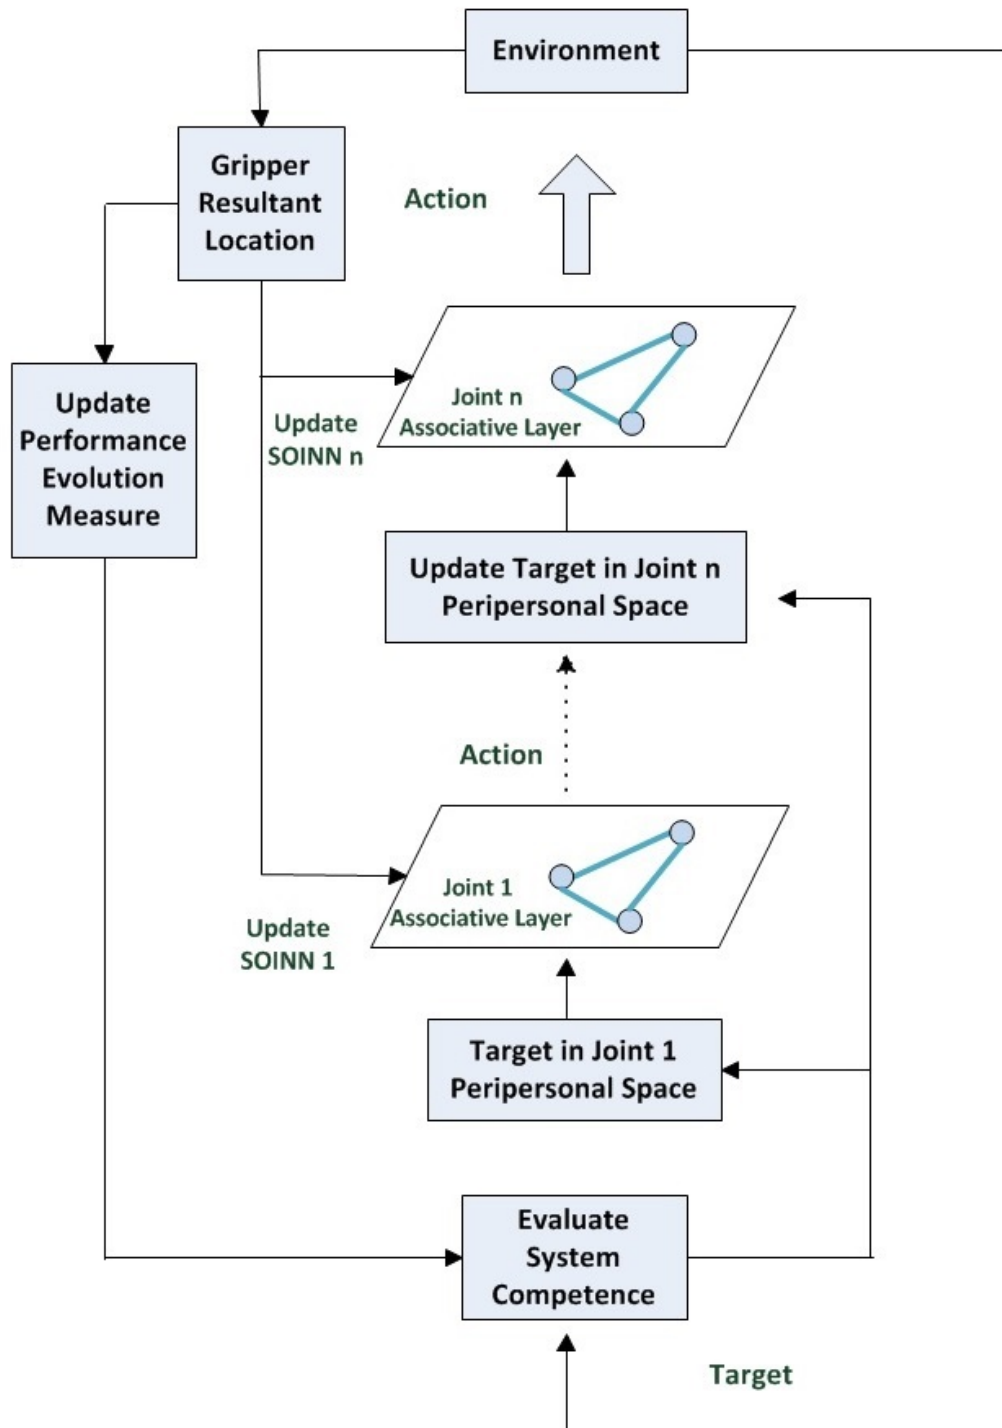 Environment
Gripper
Resultant
Location
Action
Update
Performance
Evolution
Measure
Joint n
Associative Layer
Update
SOINN n
Update Target in Joint n
Peripersonal Space
Action
Joint 1
Associative Layer
Update
SOINN 1
Target in Joint 1
Peripersonal Space
Evaluate
System
Competence
Target